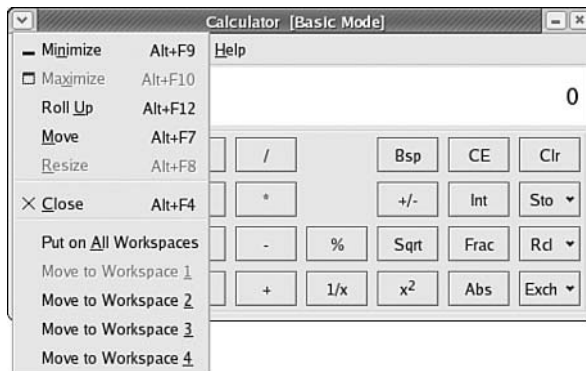 Calculator [Basic Mode]
Minimize Alt+F9
Help
Maximize Alt+F10
Roll Up Alt+F12
0
Move Alt+F7
Resize Alt+F8
/ Bsp CE Clr
Close Alt+F4
* +/- Int Sto
Put on All Workspaces
- % Sqrt Frac Rcl
Move to Workspace 1
Move to Workspace 2
+ 1/x x² Abs Exch
Move to Workspace 3
Move to Workspace 4